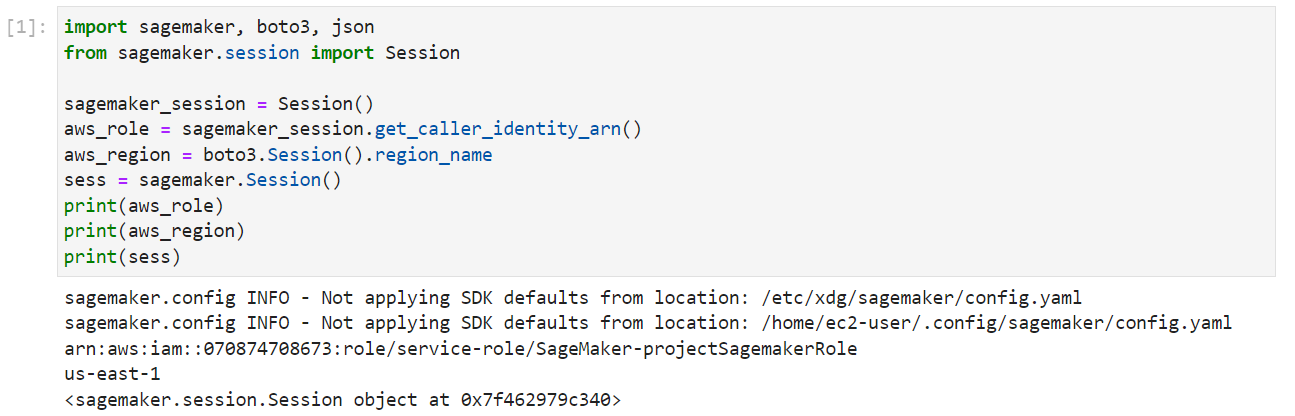 [1]: import sagemaker, boto3, json
from sagemaker.session import Session
sagemaker_session = Session()
aws_role = sagemaker_session.get_caller_identity_arn()
aws_region = boto3.Session().region_name
sess = sagemaker.Session()
print(aws_role)
print(aws_region)
print(sess)
sagemaker.config INFO - Not applying SDK defaults from location: /etc/xdg/sagemaker/config.yaml
sagemaker.config INFO - Not applying SDK defaults from location: /home/ec2-user/.config/sagemaker/config.yaml
arn:aws:iam::070874708673:role/service-role/SageMaker-projectSagemakerRole
us-east-1
<sagemaker.session.Session object at 0x7f462979c340>